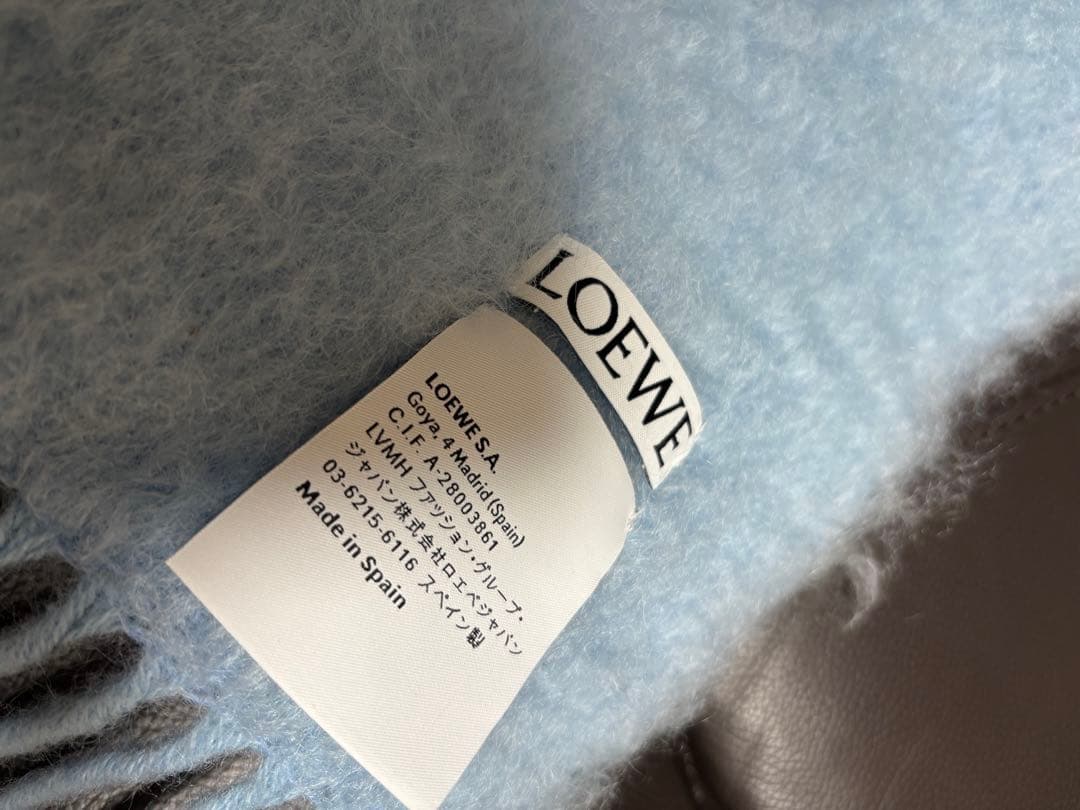 LOEWE
LOEWE S.A.
Goya, 4 Madrid (Spain)
C.I.F. A-28003861
LVMH ファッション・グループ・
ジャパン株式会社ロエベジャパン
03-6215-6116 スペイン製
Made in Spain